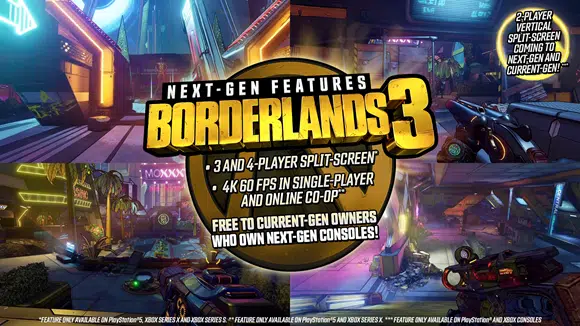 2-PLAYER
VERTICAL
SPLIT-SCREEN
COMING TO
NEXT-GEN AND
CURRENT-GEN! ***
NEXT-GEN FEATURES
BORDERLANDS 3
• 3 AND 4-PLAYER SPLIT-SCREEN*
• 4K 60 FPS IN SINGLE-PLAYER
AND ONLINE CO-OP**
FREE TO CURRENT-GEN OWNERS
WHO OWN NEXT-GEN CONSOLES!
MOXXXI
*FEATURE ONLY AVAILABLE ON PlayStation®5, XBOX SERIES X AND XBOX SERIES S. ** FEATURE ONLY AVAILABLE ON PlayStation®5 AND XBOX SERIES X. *** FEATURE ONLY AVAILABLE ON PlayStation® AND XBOX CONSOLES